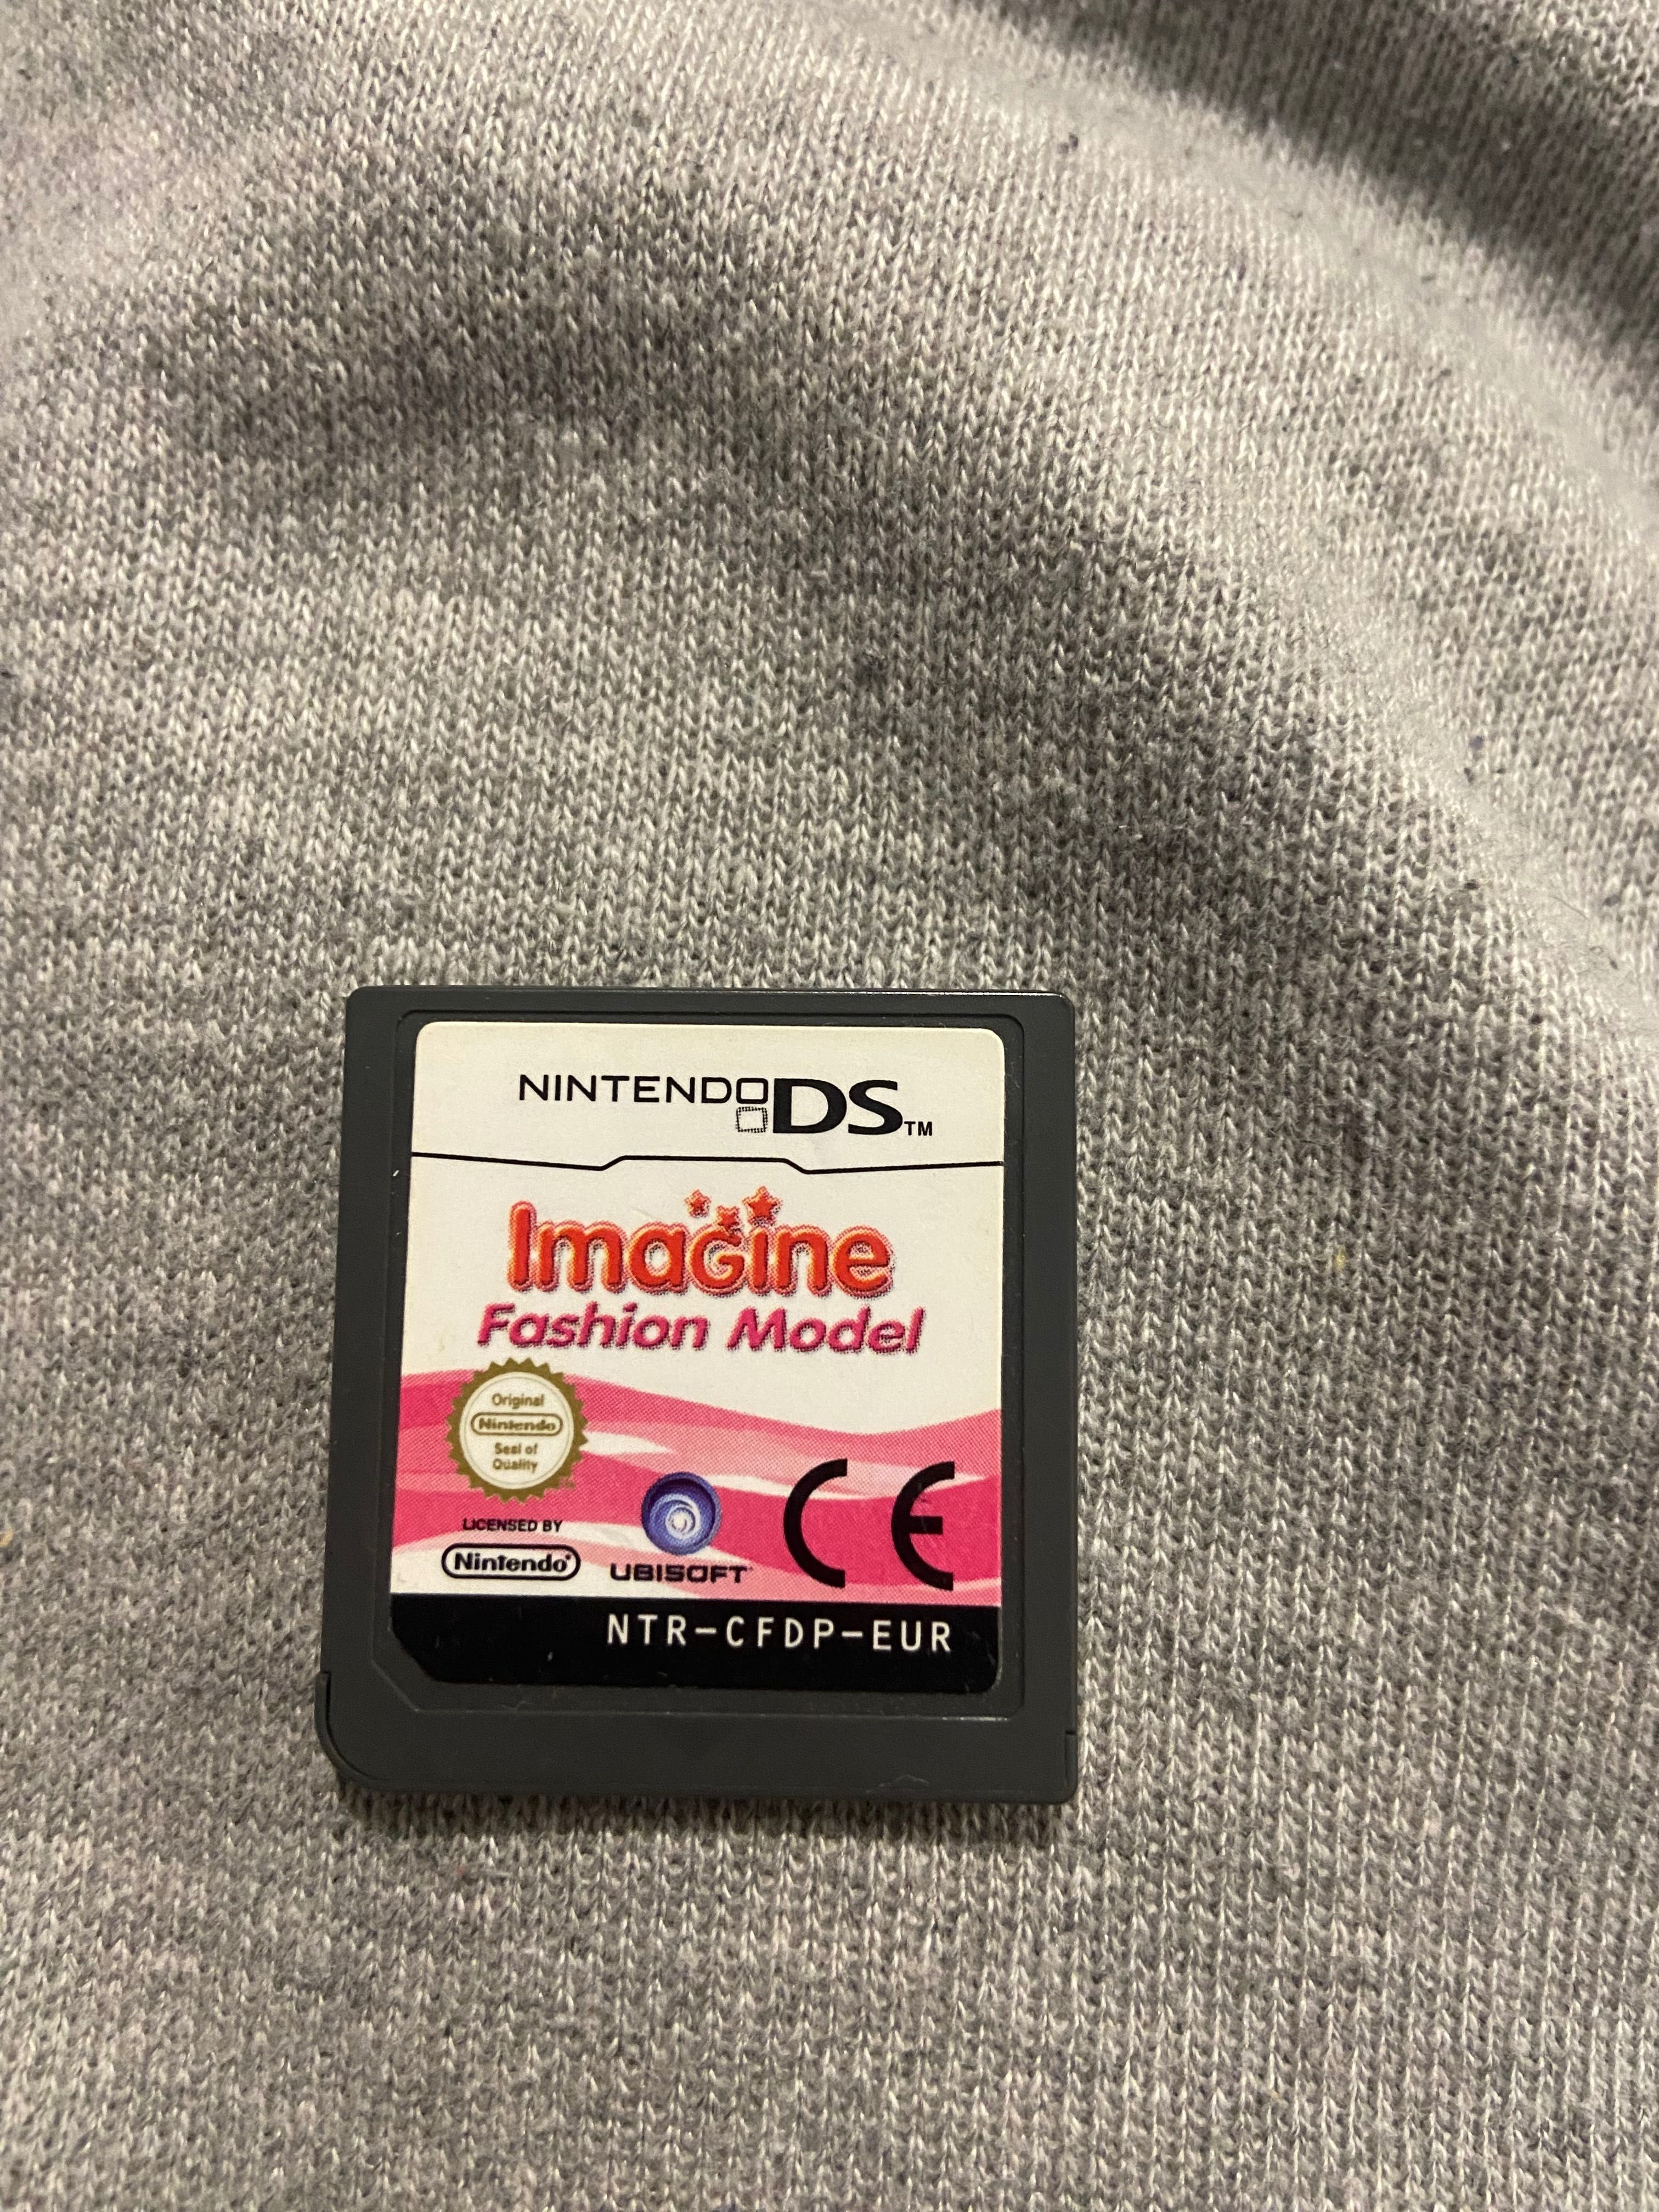 NINTENDO DS™
Imagine
Fashion Model
Original
Nintendo
Seal of
Quality
LICENSED BY
Nintendo®
UBISOFT
CE
NTR-CFDP-EUR